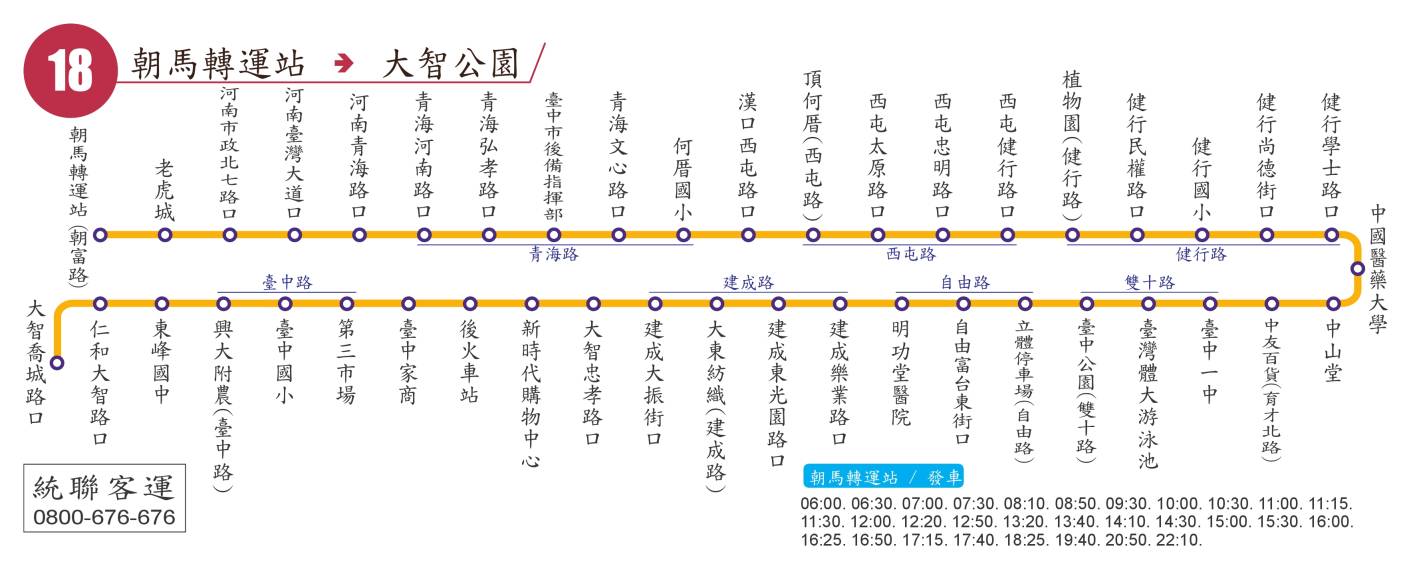 18
朝馬轉運站 → 大智公園
朝馬轉運站(朝富路)
老虎城
河南市政北七路口
河南臺灣大道口
河南青海路口
青海河南路口
青海弘孝路口
臺中市後備指揮部
青海文心路口
何厝國小
漢口西屯路口
頂何厝(西屯路)
西屯太原路口
西屯忠明路口
西屯健行路口
植物園(健行路)
健行民權路口
健行國小
健行尚德街口
健行學士路口
中國醫藥大學
青海路
西屯路
健行路
臺中路
建成路
自由路
雙十路
大智喬城路口
仁和大智路口
東峰國中
興大附農(臺中路)
臺中國小
第三市場
臺中家商
後火車站
新時代購物中心
大智忠孝路口
建成大振街口
大東紡織(建成路)
建成東光園路口
建成樂業路口
明功堂醫院
自由富台東街口
立體停車場(自由路)
臺中公園(雙十路)
臺灣體大游泳池
臺中一中
中友百貨(育才北路)
中山堂
統聯客運
0800-676-676
朝馬轉運站 / 發車
06:00. 06:30. 07:00. 07:30. 08:10. 08:50. 09:30. 10:00. 10:30. 11:00. 11:15.
11:30. 12:00. 12:20. 12:50. 13:20. 13:40. 14:10. 14:30. 15:00. 15:30. 16:00.
16:25. 16:50. 17:15. 17:40. 18:25. 19:40. 20:50. 22:10.